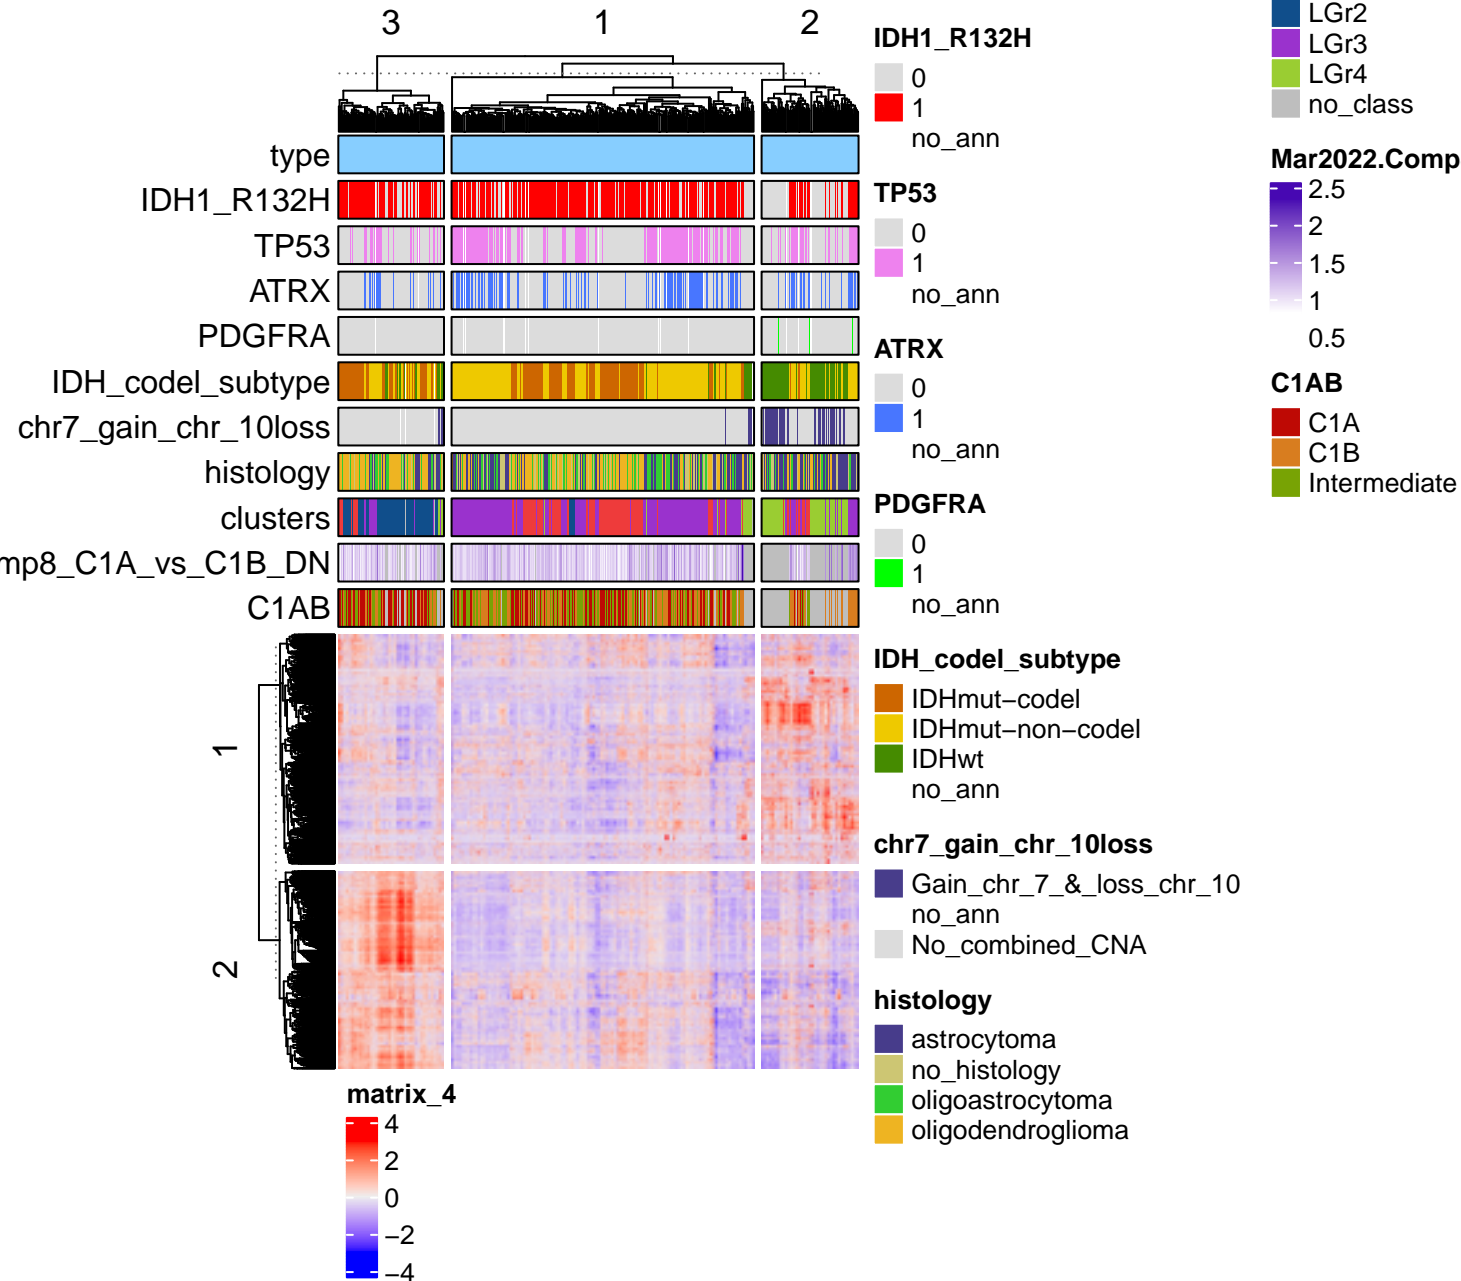 3 1 2
type
IDH1_R132H
TP53
ATRX
PDGFRA
IDH_codel_subtype
chr7_gain_chr_10loss
histology
clusters
mp8_C1A_vs_C1B_DN
C1AB
1
2
matrix_4
4
2
0
−2
−4
IDH1_R132H
0
1
no_ann
TP53
0
1
no_ann
ATRX
0
1
no_ann
PDGFRA
0
1
no_ann
IDH_codel_subtype
IDHmut−codel
IDHmut−non−codel
IDHwt
no_ann
chr7_gain_chr_10loss
Gain_chr_7_&_loss_chr_10
no_ann
No_combined_CNA
histology
astrocytoma
no_histology
oligoastrocytoma
oligodendroglioma
LGr2
LGr3
LGr4
no_class
Mar2022.Comp
2.5
2
1.5
1
0.5
C1AB
C1A
C1B
Intermediate